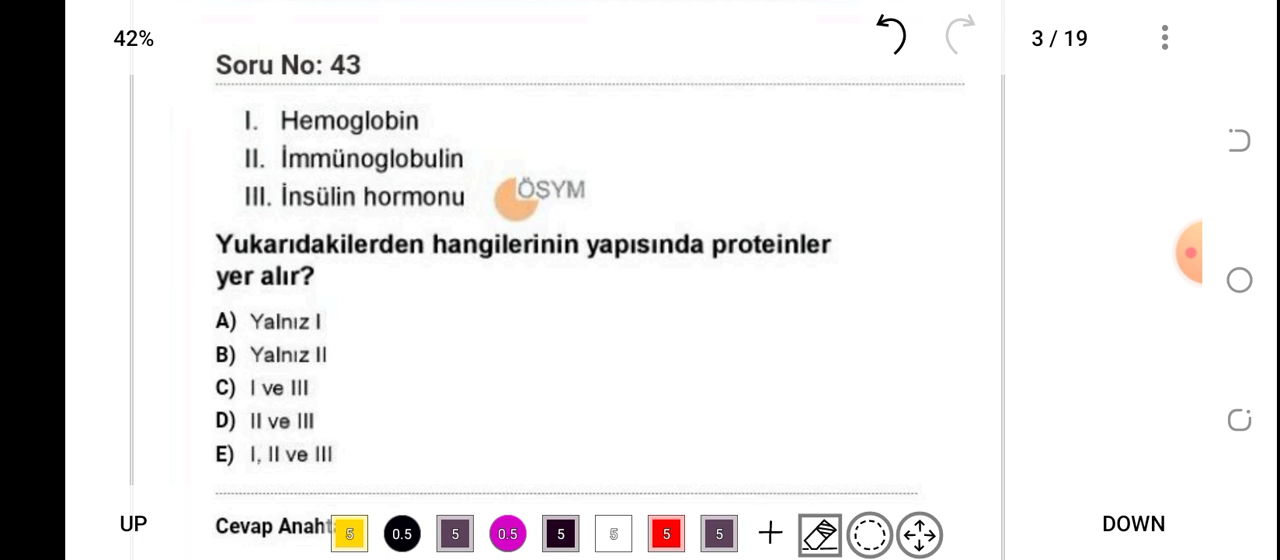 42%
3 / 19
Soru No: 43
I. Hemoglobin
II. İmmünoglobulin
III. İnsülin hormonu
ÖSYM
Yukarıdakilerden hangilerinin yapısında proteinler
yer alır?
A) Yalnız I
B) Yalnız II
C) I ve III
D) II ve III
E) I, II ve III
UP
Cevap
5 0.5 5 0.5 5 5 5 5
DOWN